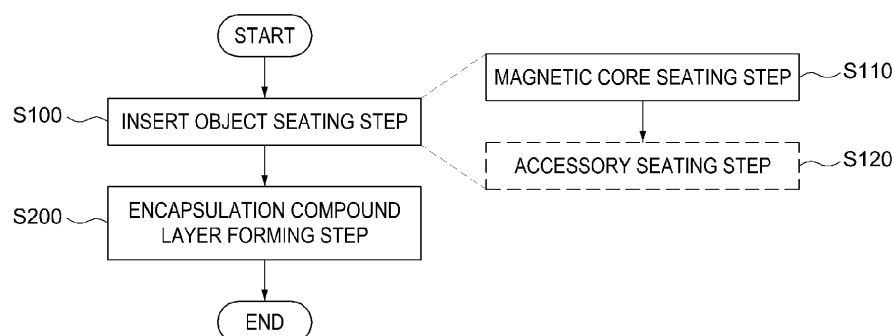 START
S100
INSERT OBJECT SEATING STEP
MAGNETIC CORE SEATING STEP
S110
ACCESSORY SEATING STEP
S120
S200
ENCAPSULATION COMPOUND
LAYER FORMING STEP
END